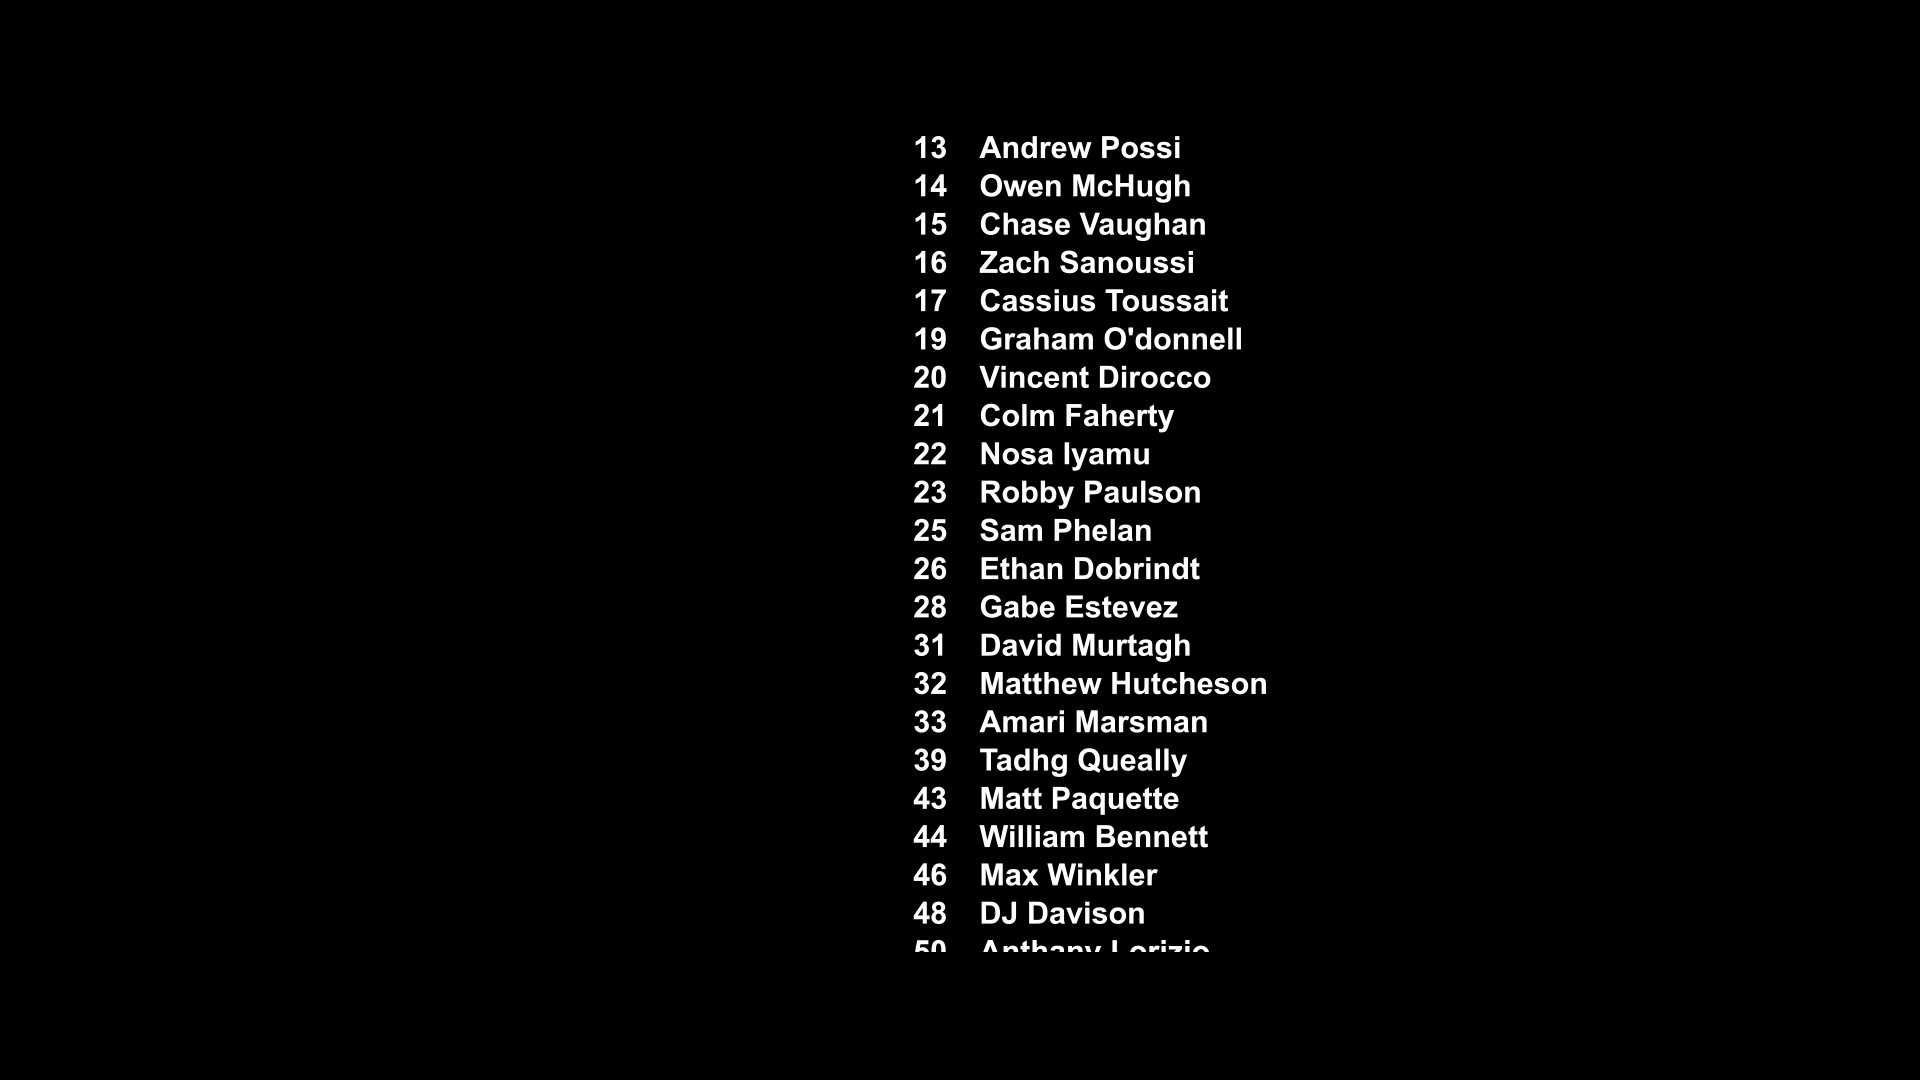 13 Andrew Possi
14 Owen McHugh
15 Chase Vaughan
16 Zach Sanoussi
17 Cassius Toussait
19 Graham O'donnell
20 Vincent Dirocco
21 Colm Faherty
22 Nosa Iyamu
23 Robby Paulson
25 Sam Phelan
26 Ethan Dobrindt
28 Gabe Estevez
31 David Murtagh
32 Matthew Hutcheson
33 Amari Marsman
39 Tadhg Queally
43 Matt Paquette
44 William Bennett
46 Max Winkler
48 DJ Davison
50